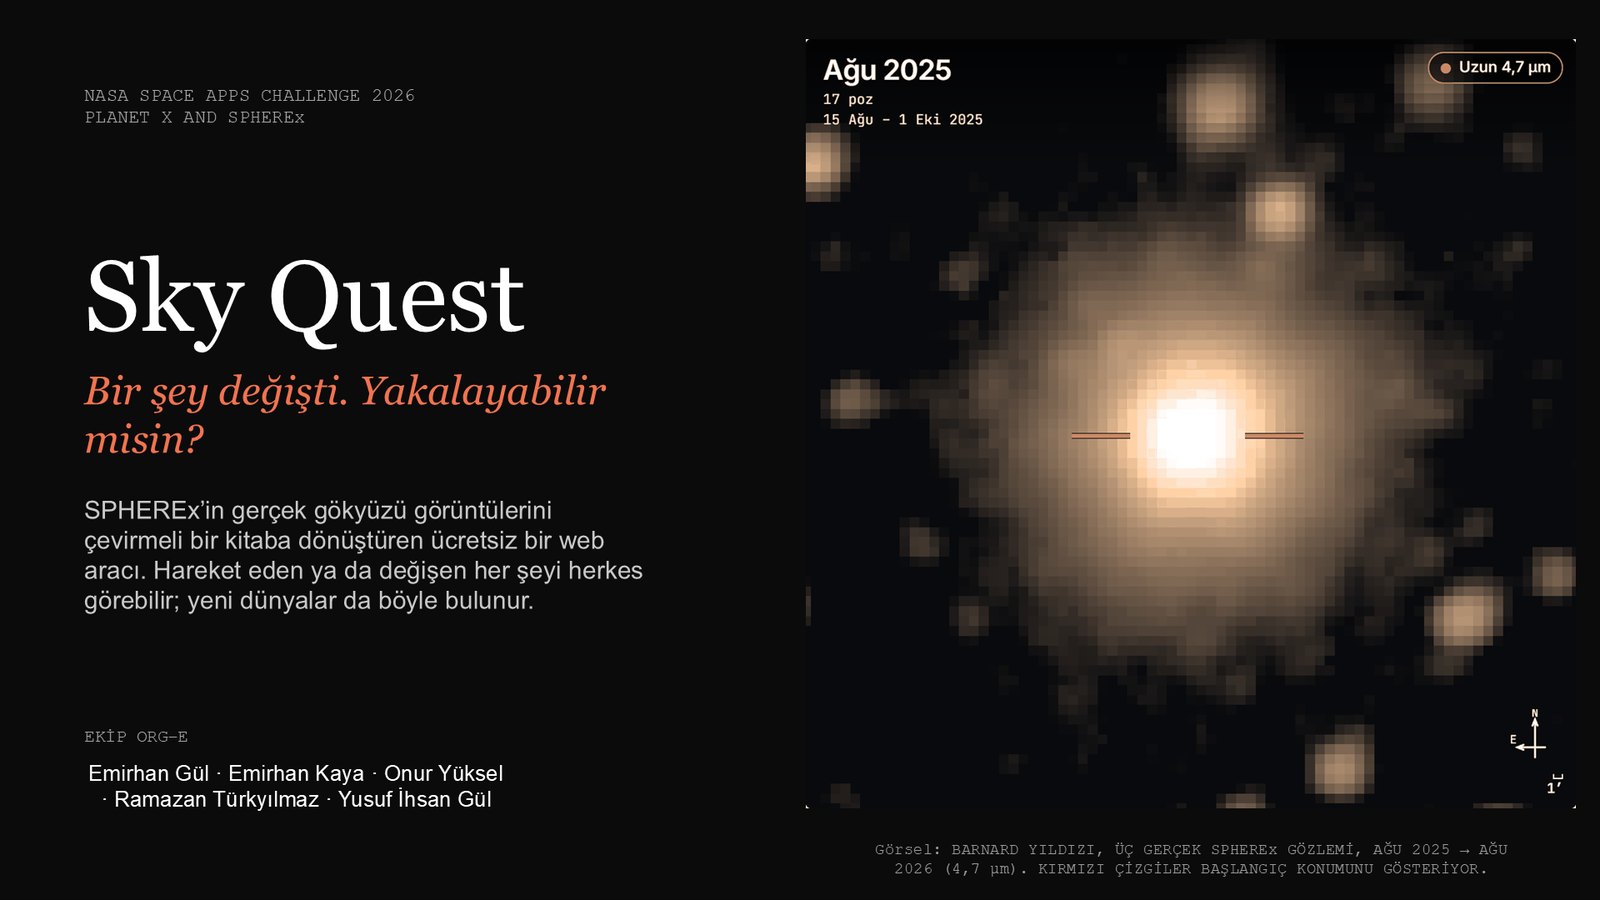 NASA SPACE APPS CHALLENGE 2026
PLANET X AND SPHEREx
Sky Quest
Bir şey değişti. Yakalayabilir
misin?
SPHEREx’in gerçek gökyüzü görüntülerini
çevirmeli bir kitaba dönüştüren ücretsiz bir web
aracı. Hareket eden ya da değişen her şeyi herkes
görebilir; yeni dünyalar da böyle bulunur.
EKİP ORG-E
Emirhan Gül · Emirhan Kaya · Onur Yüksel
· Ramazan Türkyılmaz · Yusuf İhsan Gül
Ağu 2025
17 poz
15 Ağu – 1 Eki 2025
Uzun 4,7 µm
N
E
1′
Görsel: BARNARD YILDIZI, ÜÇ GERÇEK SPHEREx GÖZLEMİ, AĞU 2025 → AĞU
2026 (4,7 µm). KIRMIZI ÇİZGİLER BAŞLANGIÇ KONUMUNU GÖSTERİYOR.